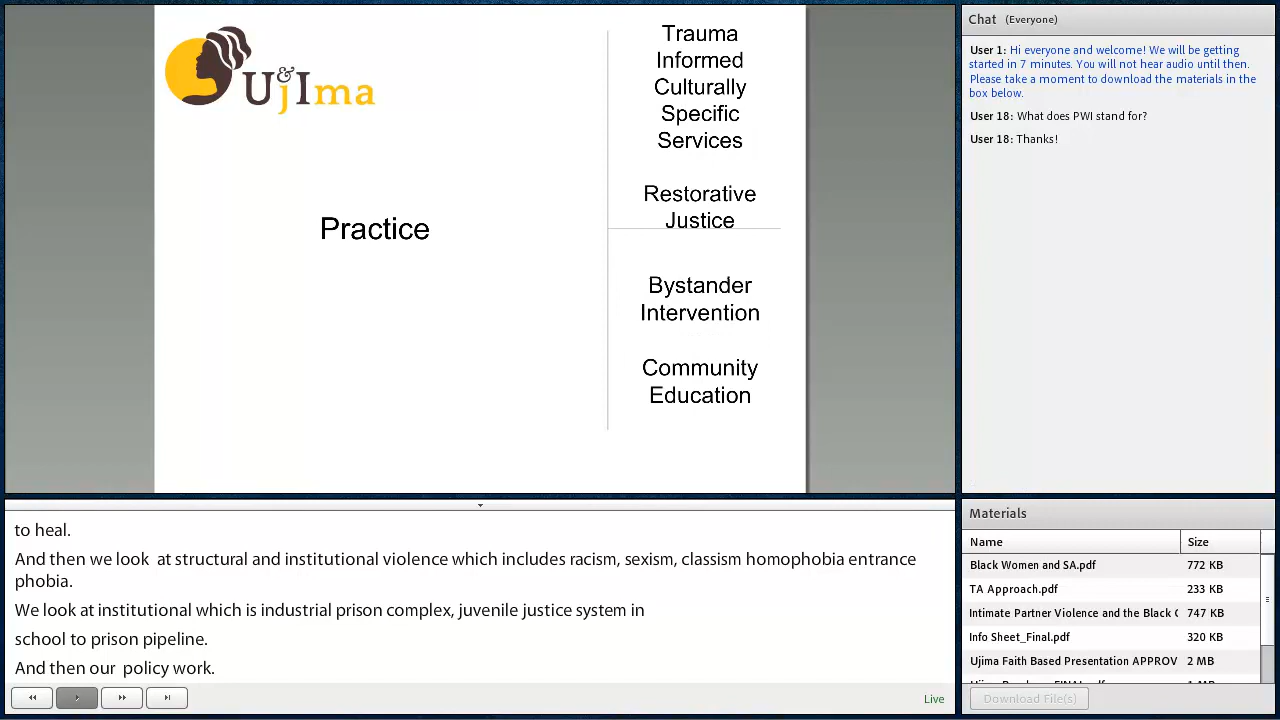 U&jIma
Practice
Trauma
Informed
Culturally
Specific
Services
Restorative
Justice
Bystander
Intervention
Community
Education
to heal.
And then we look at structural and institutional violence which includes racism, sexism, classism homophobia entrance
phobia.
We look at institutional which is industrial prison complex, juvenile justice system in
school to prison pipeline.
And then our policy work.
Live
Chat (Everyone)
User 1: Hi everyone and welcome! We will be getting
started in 7 minutes. You will not hear audio until then.
Please take a moment to download the materials in the
box below.
User 18: What does PWI stand for?
User 18: Thanks!
Materials
Name Size
Black Women and SA.pdf 772 KB
TA Approach.pdf 233 KB
Intimate Partner Violence and the Black 747 KB
Info Sheet_Final.pdf 320 KB
Ujima Faith Based Presentation APPROV 2 MB
Download File(s)